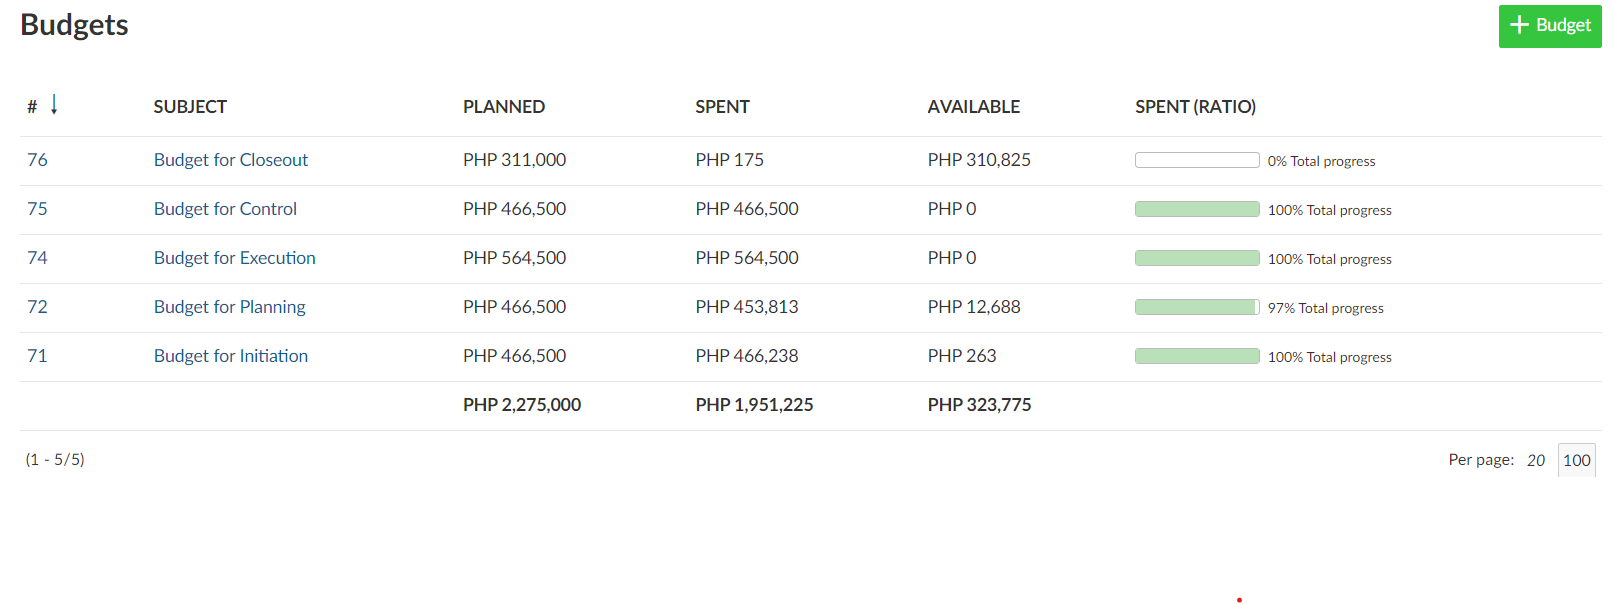 Budgets
+ Budget
# ↓ SUBJECT PLANNED SPENT AVAILABLE SPENT (RATIO)
76 Budget for Closeout PHP 311,000 PHP 175 PHP 310,825 0% Total progress
75 Budget for Control PHP 466,500 PHP 466,500 PHP 0 100% Total progress
74 Budget for Execution PHP 564,500 PHP 564,500 PHP 0 100% Total progress
72 Budget for Planning PHP 466,500 PHP 453,813 PHP 12,688 97% Total progress
71 Budget for Initiation PHP 466,500 PHP 466,238 PHP 263 100% Total progress
PHP 2,275,000 PHP 1,951,225 PHP 323,775
(1 - 5/5) Per page: 20 100